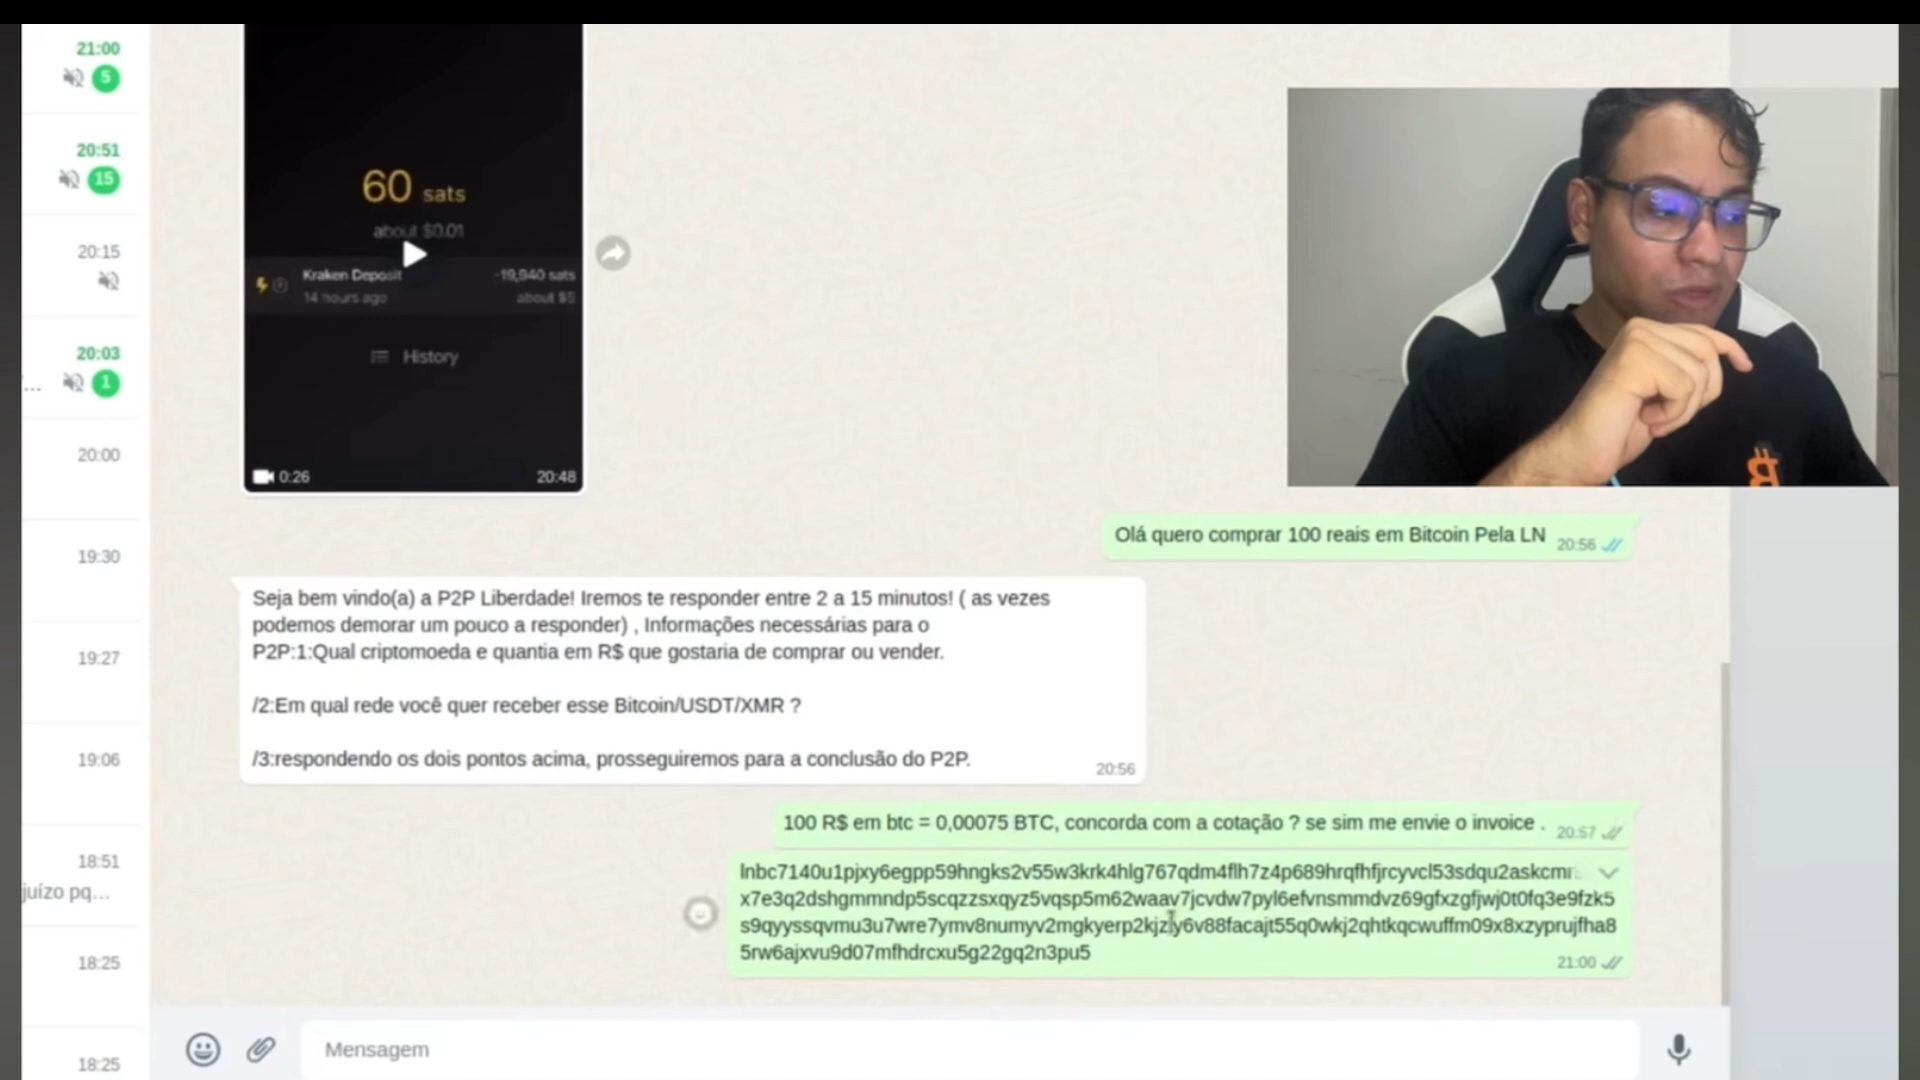 21:00
5
20:51
15
20:15
20:03
... 1
20:00
19:30
19:27
19:06
18:51
juízo pq...
18:25
18:25
60 sats
about $0.01
Kraken Deposit -19,940 sats
14 hours ago about $5
History
0:26 20:48
Olá quero comprar 100 reais em Bitcoin Pela LN 20:56
Seja bem vindo(a) a P2P Liberdade! Iremos te responder entre 2 a 15 minutos! ( as vezes
podemos demorar um pouco a responder) , Informações necessárias para o
P2P:1:Qual criptomoeda e quantia em R$ que gostaria de comprar ou vender.
/2:Em qual rede você quer receber esse Bitcoin/USDT/XMR ?
/3:respondendo os dois pontos acima, prosseguiremos para a conclusão do P2P.
20:56
100 R$ em btc = 0,00075 BTC, concorda com a cotação ? se sim me envie o invoice . 20:57
lnbc7140u1pjxy6egpp59hngks2v55w3krk4hlg767qdm4flh7z4p689hrqfhfjrcyvcl53sdqu2askcmr
x7e3q2dshgmmndp5scqzzsxqyz5vqsp5m62waav7jcvdw7pyl6efvnsmmdvz69gfxzgfjwj0t0fq3e9fzk5
s9qyyssqvmu3u7wre7ymv8numyv2mgkyerp2kjzly6v88facajt55q0wkj2qhtkqcwuffm09x8xzyprujfha8
5rw6ajxvu9d07mfhdrcxu5g22gq2n3pu5
21:00
Mensagem